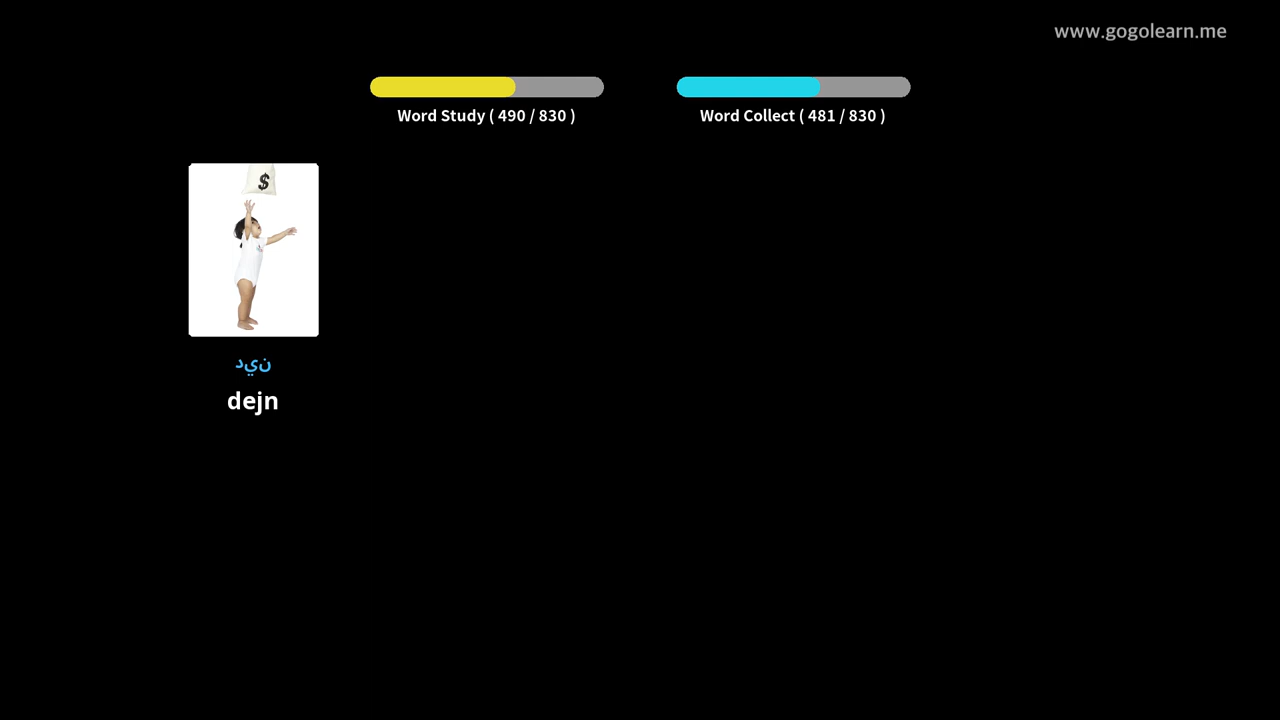 www.gogolearn.me
Word Study ( 490 / 830 )
Word Collect ( 481 / 830 )
$
دين
dejn